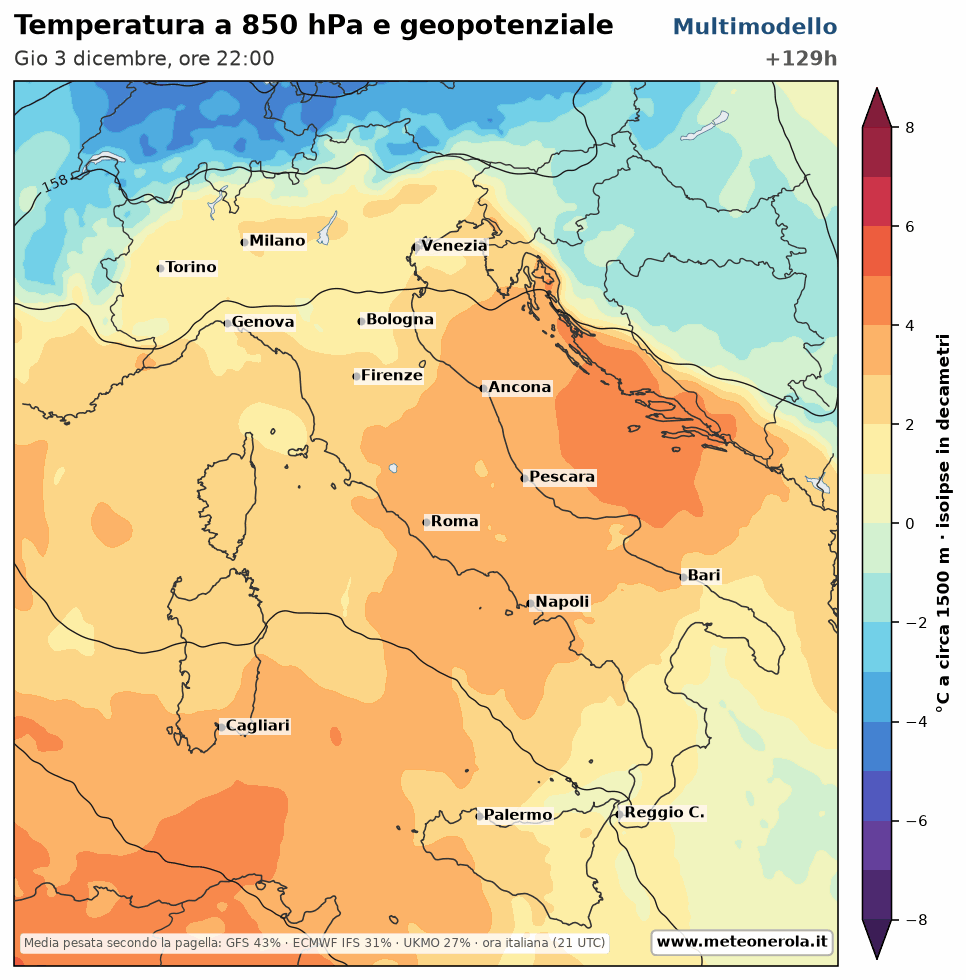 Temperatura a 850 hPa e geopotenziale
Multimodello
Gio 3 dicembre, ore 22:00
+129h
158
Milano
Venezia
Torino
Genova
Bologna
Firenze
Ancona
Pescara
Roma
Bari
Napoli
Cagliari
Palermo
Reggio C.
8
6
4
2
0
−2
−4
−6
−8
°C a circa 1500 m · isoipse in decametri
Media pesata secondo la pagella: GFS 43% · ECMWF IFS 31% · UKMO 27% · ora italiana (21 UTC)
www.meteonerola.it